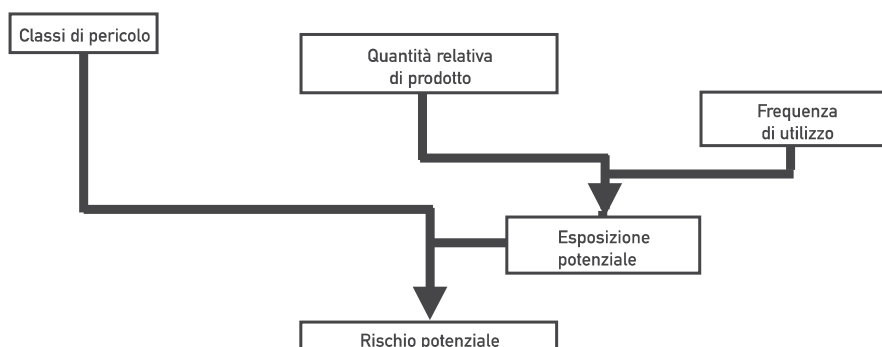 Classi di pericolo
Quantità relativa
di prodotto
Frequenza
di utilizzo
Esposizione
potenziale
Rischio potenziale